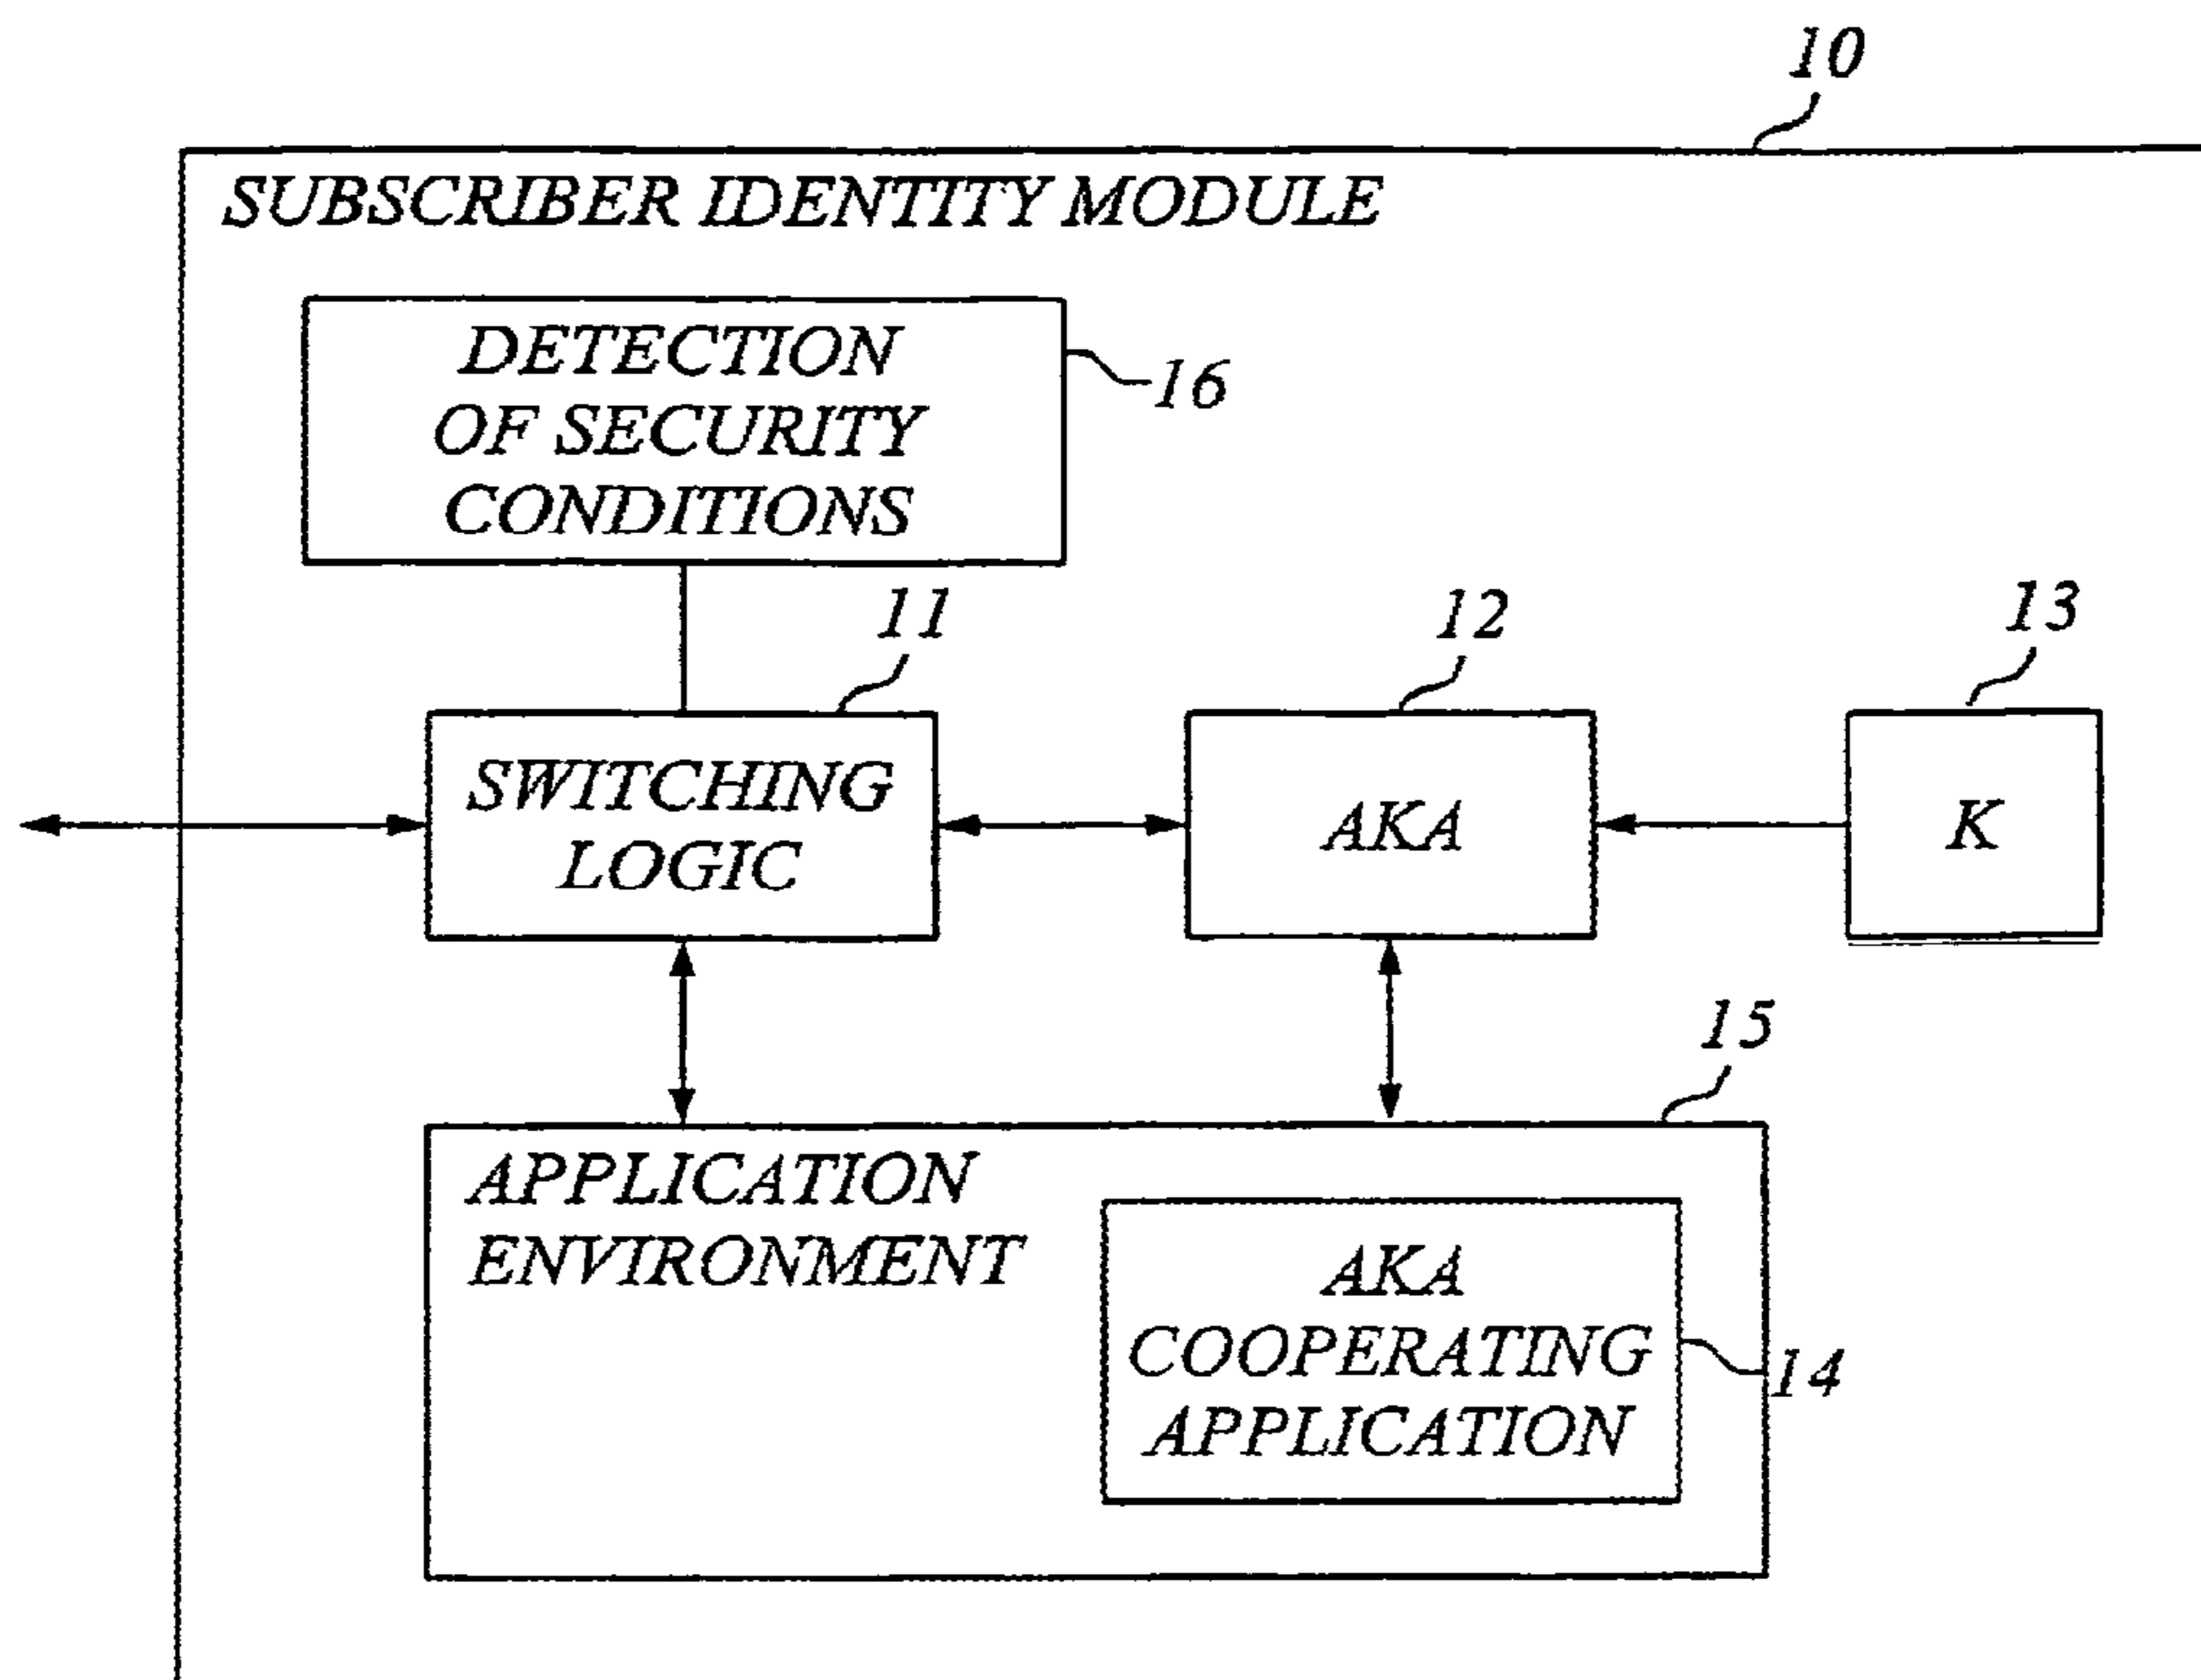 10
SUBSCRIBER IDENTITY MODULE
DETECTION
OF SECURITY
CONDITIONS
16
11
12
13
SWITCHING
LOGIC
AKA
K
15
APPLICATION
ENVIRONMENT
AKA
COOPERATING
APPLICATION
14